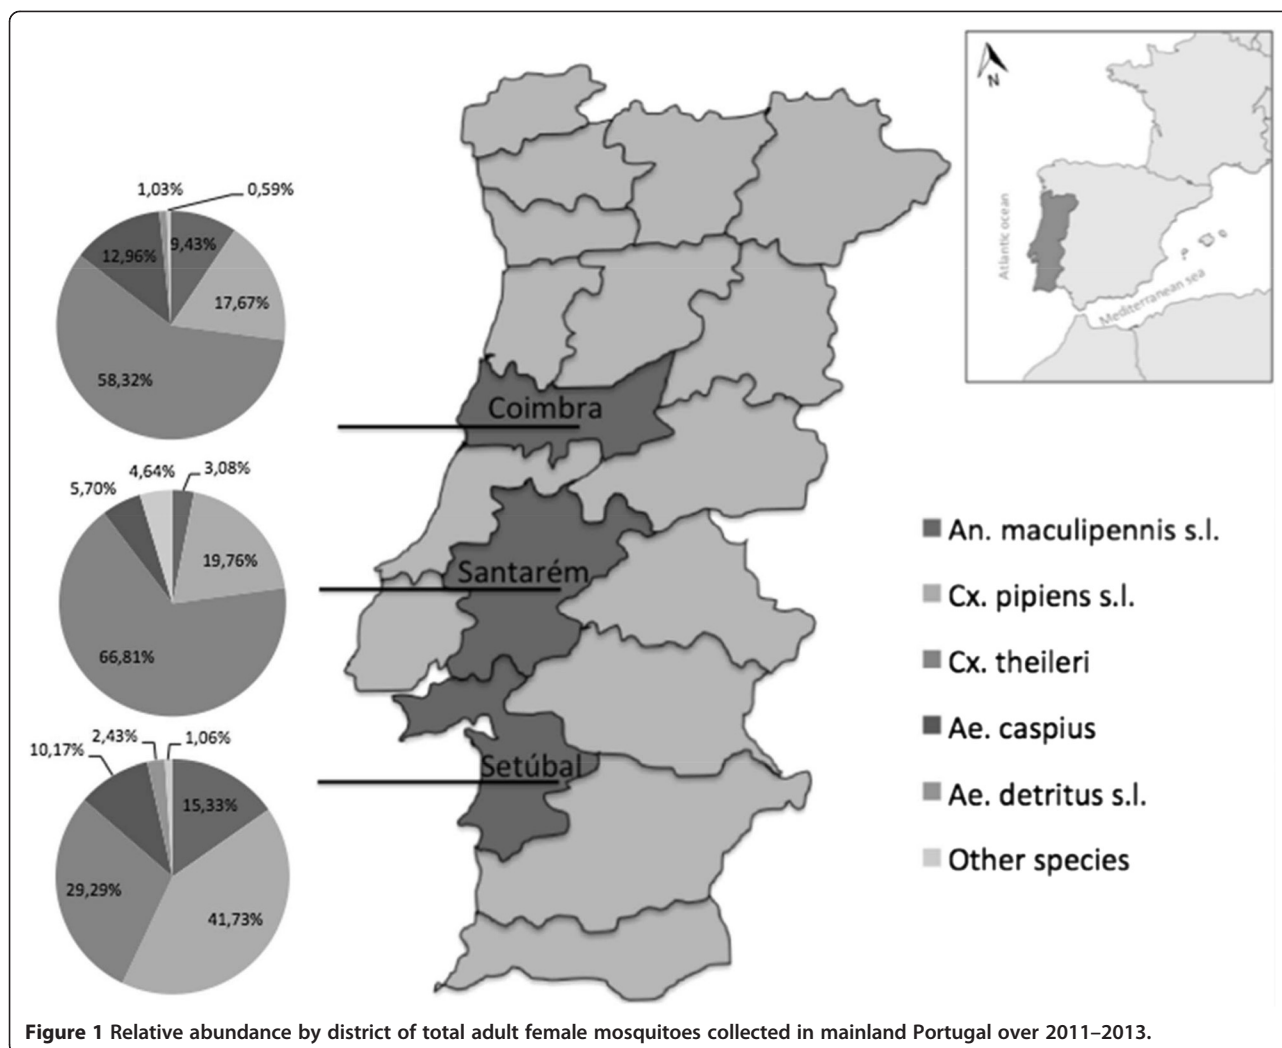 N
Atlantic ocean
Mediterranean sea
1,03%
0,59%
9,43%
12,96%
17,67%
58,32%
Coimbra
4,64%
3,08%
5,70%
19,76%
66,81%
Santarém
2,43%
1,06%
10,17%
15,33%
29,29%
41,73%
Setúbal
An. maculipennis s.l.
Cx. pipiens s.l.
Cx. theileri
Ae. caspius
Ae. detritus s.l.
Other species
Figure 1 Relative abundance by district of total adult female mosquitoes collected in mainland Portugal over 2011–2013.